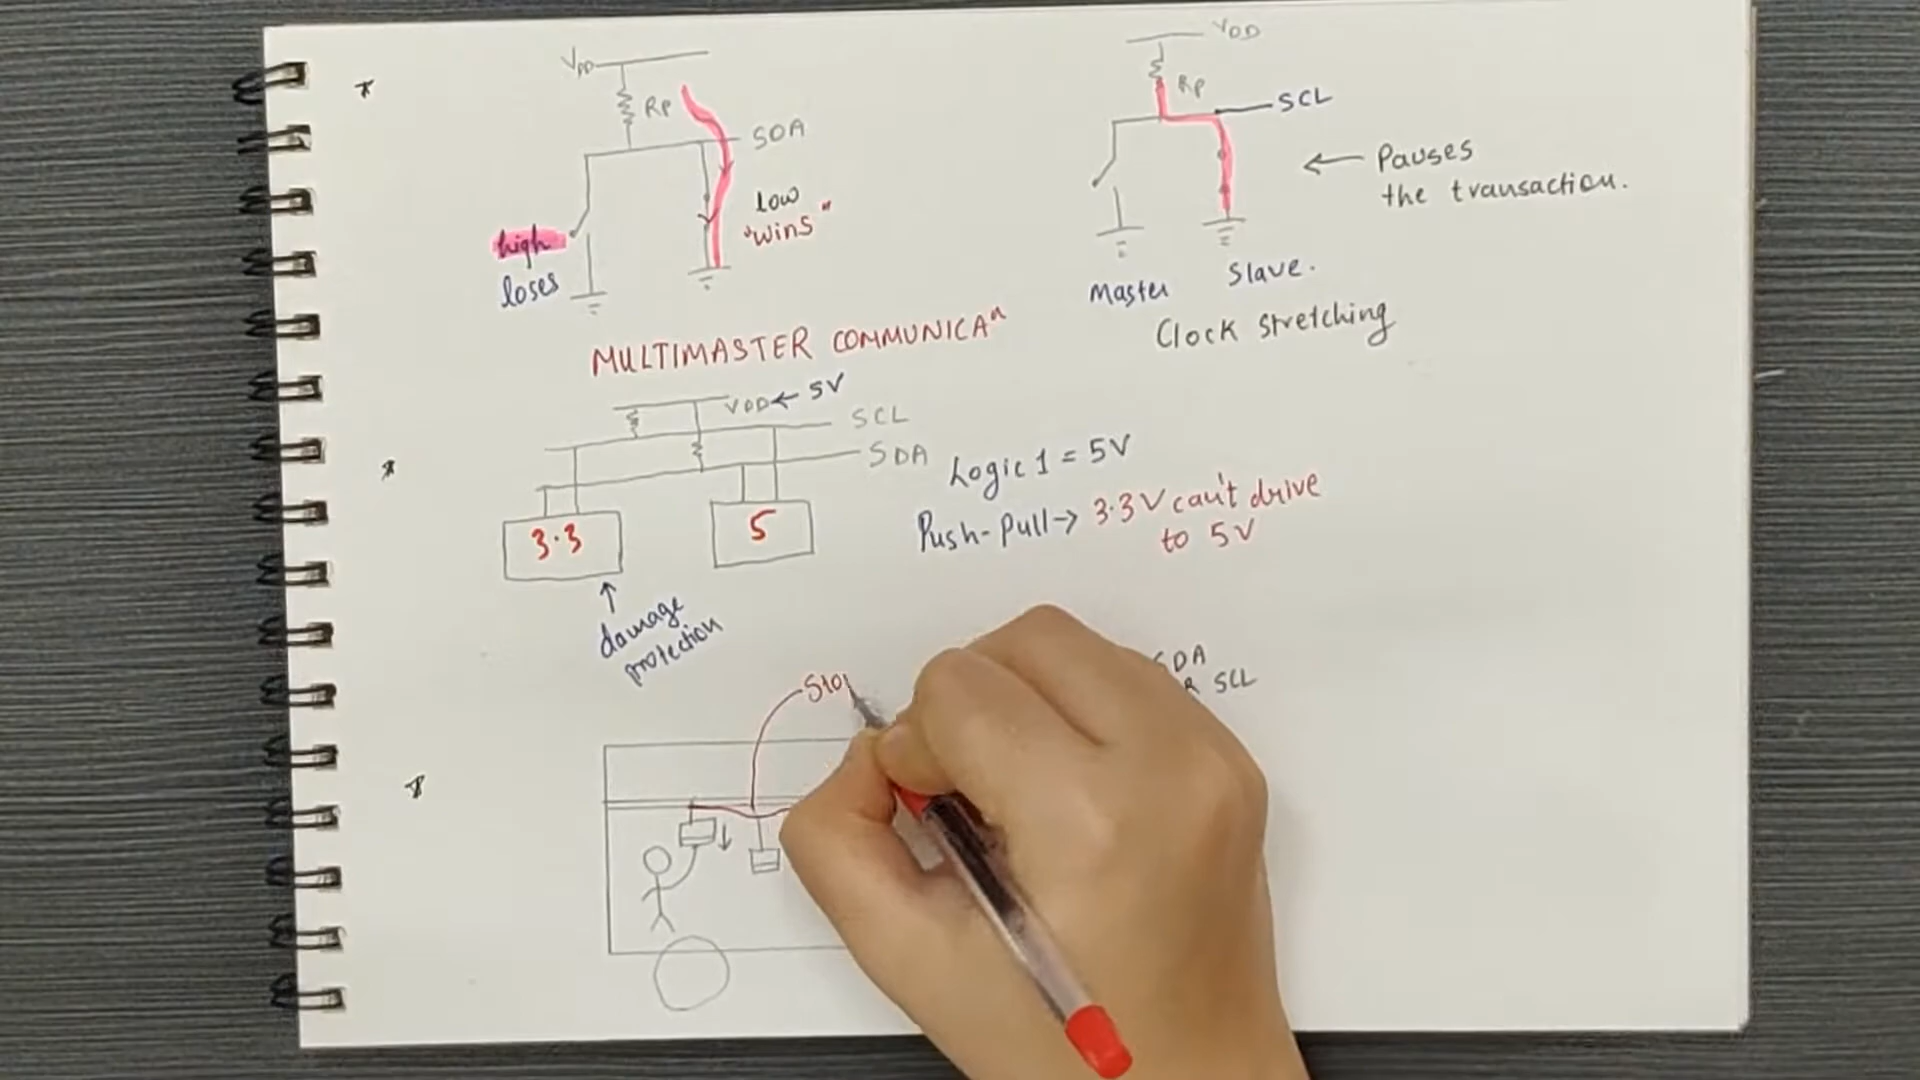 VDD
Rp
SDA
high
loses
low
"wins"
VDD
Rp
SCL
← Pauses
the transaction.
Master
Slave.
Clock stretching
MULTIMASTER COMMUNICAⁿ
VDD ← 5V
SCL
SDA
3.3
5
Logic 1 = 5V
Push-Pull → 3.3V can't drive
to 5V
damage
protection
SDA
R SCL